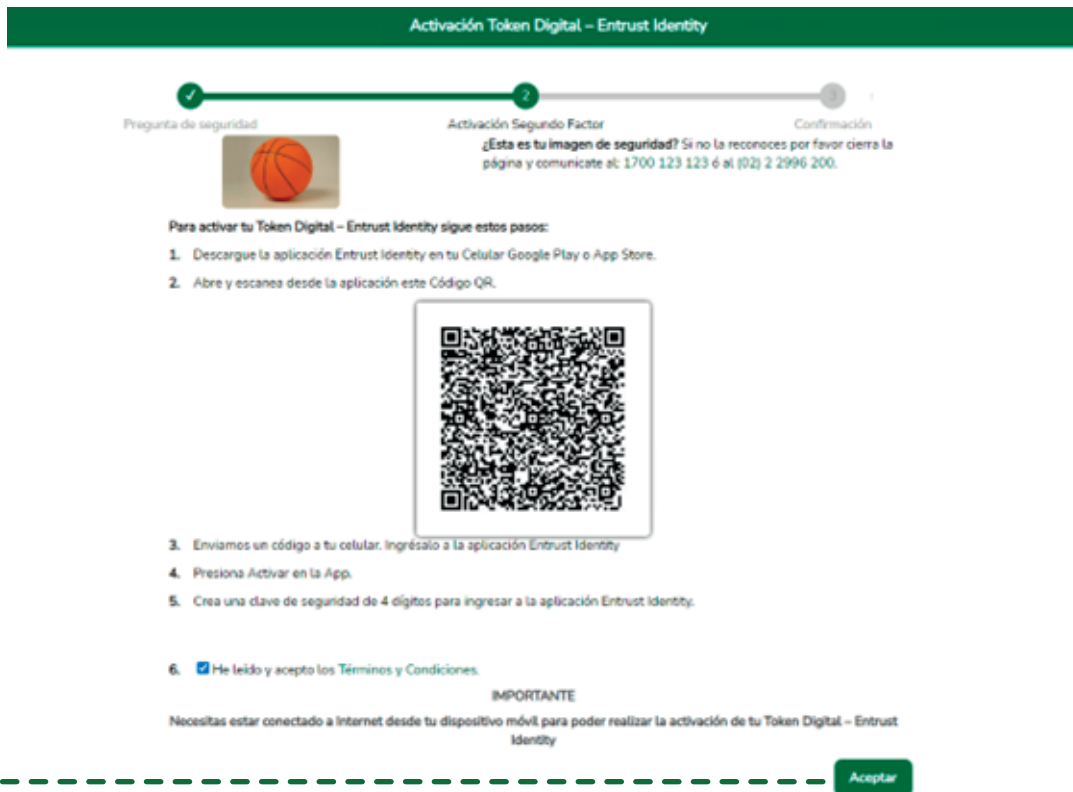 Activación Token Digital – Entrust Identity
2
3
Pregunta de seguridad
Activación Segundo Factor
Confirmación
¿Esta es tu imagen de seguridad? Si no la reconoces por favor cierra la
página y comunicate al: 1700 123 123 ó al (02) 2 2996 200.
Para activar tu Token Digital – Entrust Identity sigue estos pasos:
1. Descargue la aplicación Entrust Identity en tu Celular Google Play o App Store.
2. Abre y escanea desde la aplicación este Código QR.
3. Enviamos un código a tu celular. Ingrésalo a la aplicación Entrust Identity
4. Presiona Activar en la App.
5. Crea una clave de seguridad de 4 dígitos para ingresar a la aplicación Entrust Identity.
6. He leído y acepto los Términos y Condiciones.
IMPORTANTE
Necesitas estar conectado a Internet desde tu dispositivo móvil para poder realizar la activación de tu Token Digital – Entrust
Identity
Aceptar